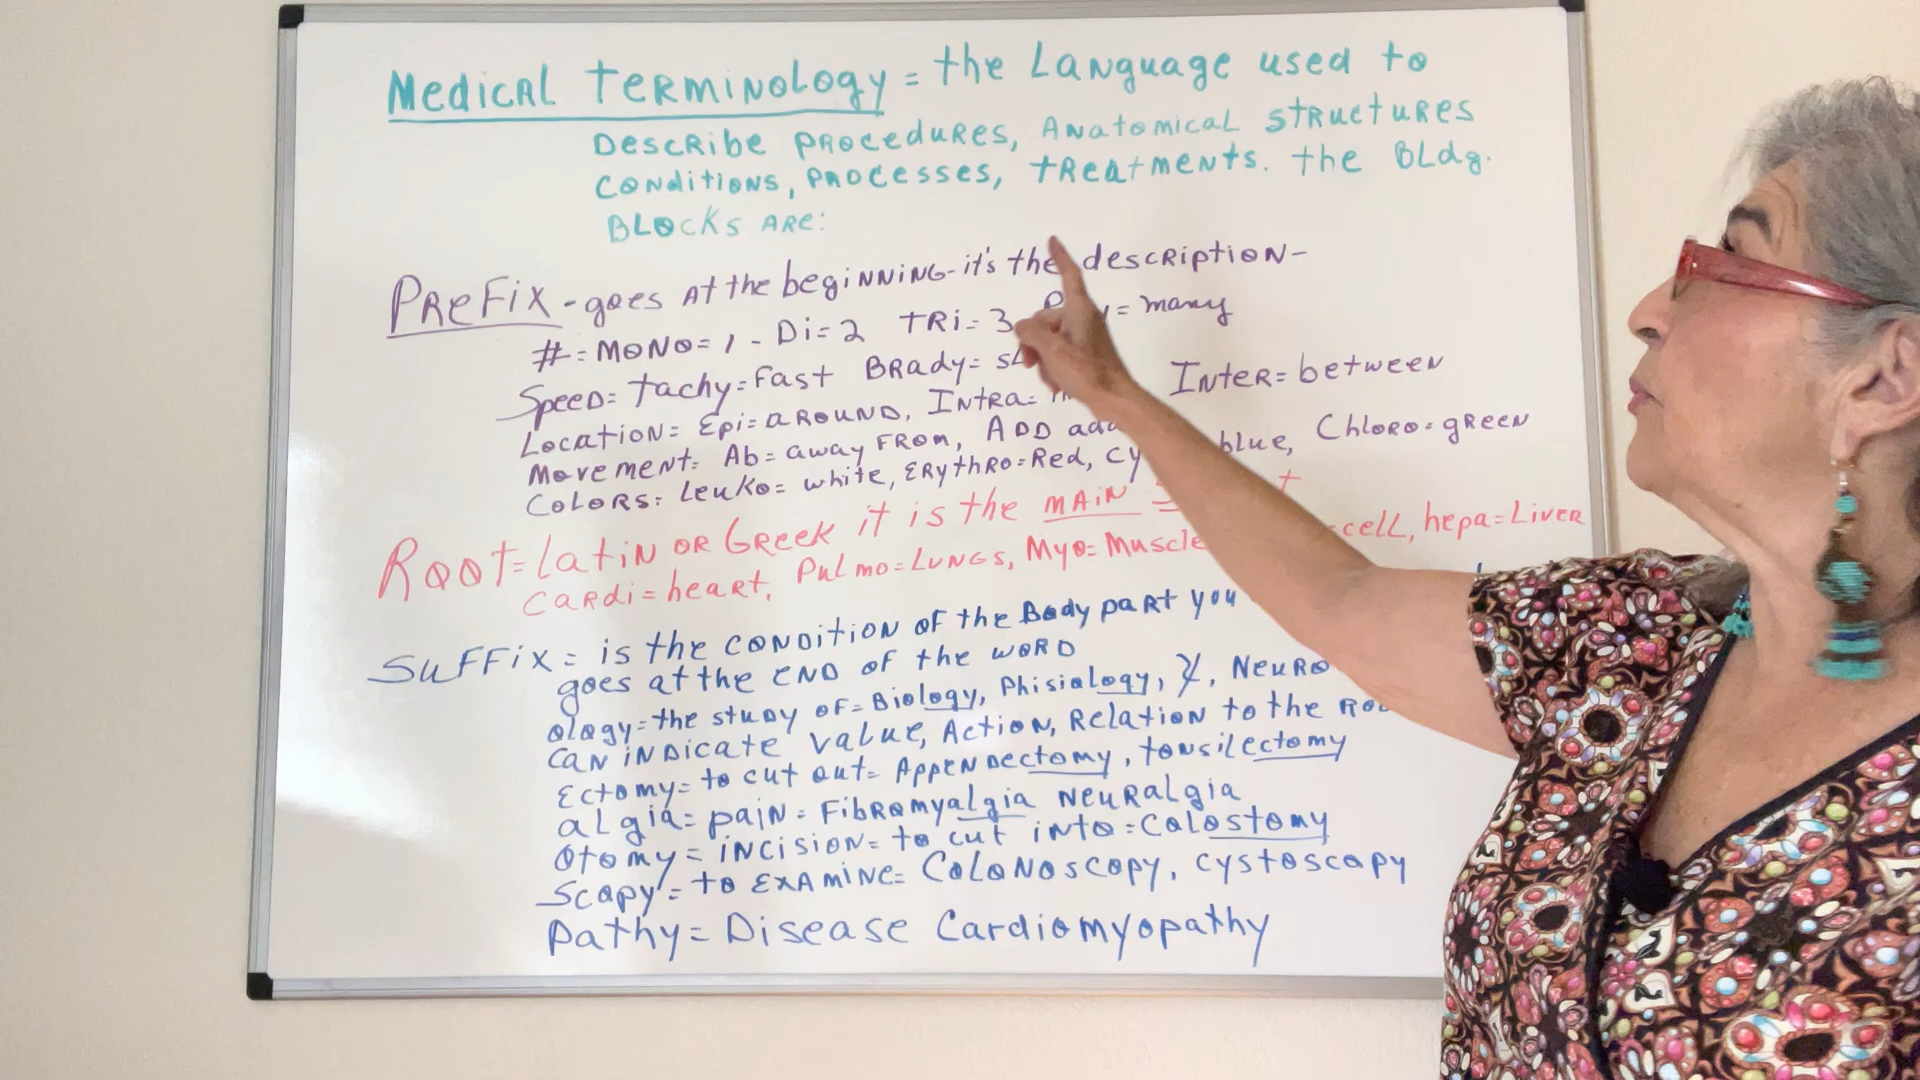 Medical Terminology = the Language used to
Describe procedures, Anatomical structures
conditions, processes, treatments. the Bldg.
Blocks are:
Prefix - goes at the beginning - it's the description -
# = Mono = 1 - Di = 2 Tri = 3 = many
Speed = Tachy = Fast Brady =
Location = Epi = around, Intra = Inter = between
Movement = Ab = away from, Add
Colors = Leuko = white, Erythro = Red, blue, Chloro = green
Root = Latin or Greek it is the main
Cardi = heart, Pulmo = Lungs, Myo = Muscle cell, hepa = Liver
Suffix = is the condition of the Body part you
goes at the end of the word
ology = the study of = Biology, Phisialogy, Neuro
can indicate value, Action, Relation to the
Ectomy = to cut out = Appendectomy, tonsilectomy
algia = pain = Fibromyalgia Neuralgia
Otomy = incision = to cut into = Colostomy
Scopy = to examine = Colonoscopy, cystoscopy
Pathy = Disease Cardiomyopathy